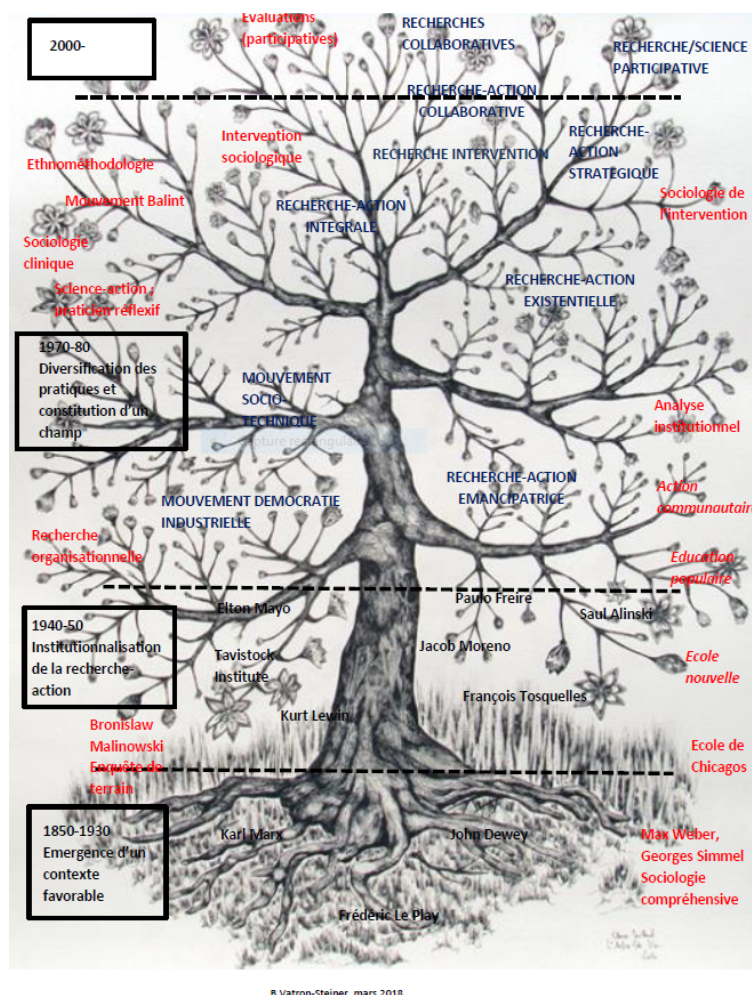 2000-
Evaluations
(participatives)
RECHERCHES
COLLABORATIVES
RECHERCHE/SCIENCE
PARTICIPATIVE
RECHERCHE-ACTION
COLLABORATIVE
Intervention
sociologique
RECHERCHE INTERVENTION
RECHERCHE-
ACTION
STRATEGIQUE
Ethnométhodologie
Mouvement Balint
RECHERCHE-ACTION
INTEGRALE
Sociologie de
l'intervention
Sociologie
clinique
Science-action ;
praticien réflexif
RECHERCHE-ACTION
EXISTENTIELLE
1970-80
Diversification des
pratiques et
constitution d'un
champ
MOUVEMENT
SOCIO-
TECHNIQUE
Analyse
institutionnel
MOUVEMENT DEMOCRATIE
INDUSTRIELLE
RECHERCHE-ACTION
EMANCIPATRICE
Action
communautaire
Recherche
organisationnelle
Education
populaire
Elton Mayo
Paulo Freire
Saul Alinski
1940-50
Institutionnalisation
de la recherche-
action
Tavistock
Institute
Jacob Moreno
Ecole
nouvelle
Kurt Lewin
François Tosquelles
Bronislaw
Malinowski
Enquête de
terrain
Ecole de
Chicagos
1850-1930
Emergence d'un
contexte
favorable
Karl Marx
John Dewey
Max Weber,
Georges Simmel
Sociologie
compréhensive
Frédéric Le Play
B.Vatron-Steiner, mars 2018